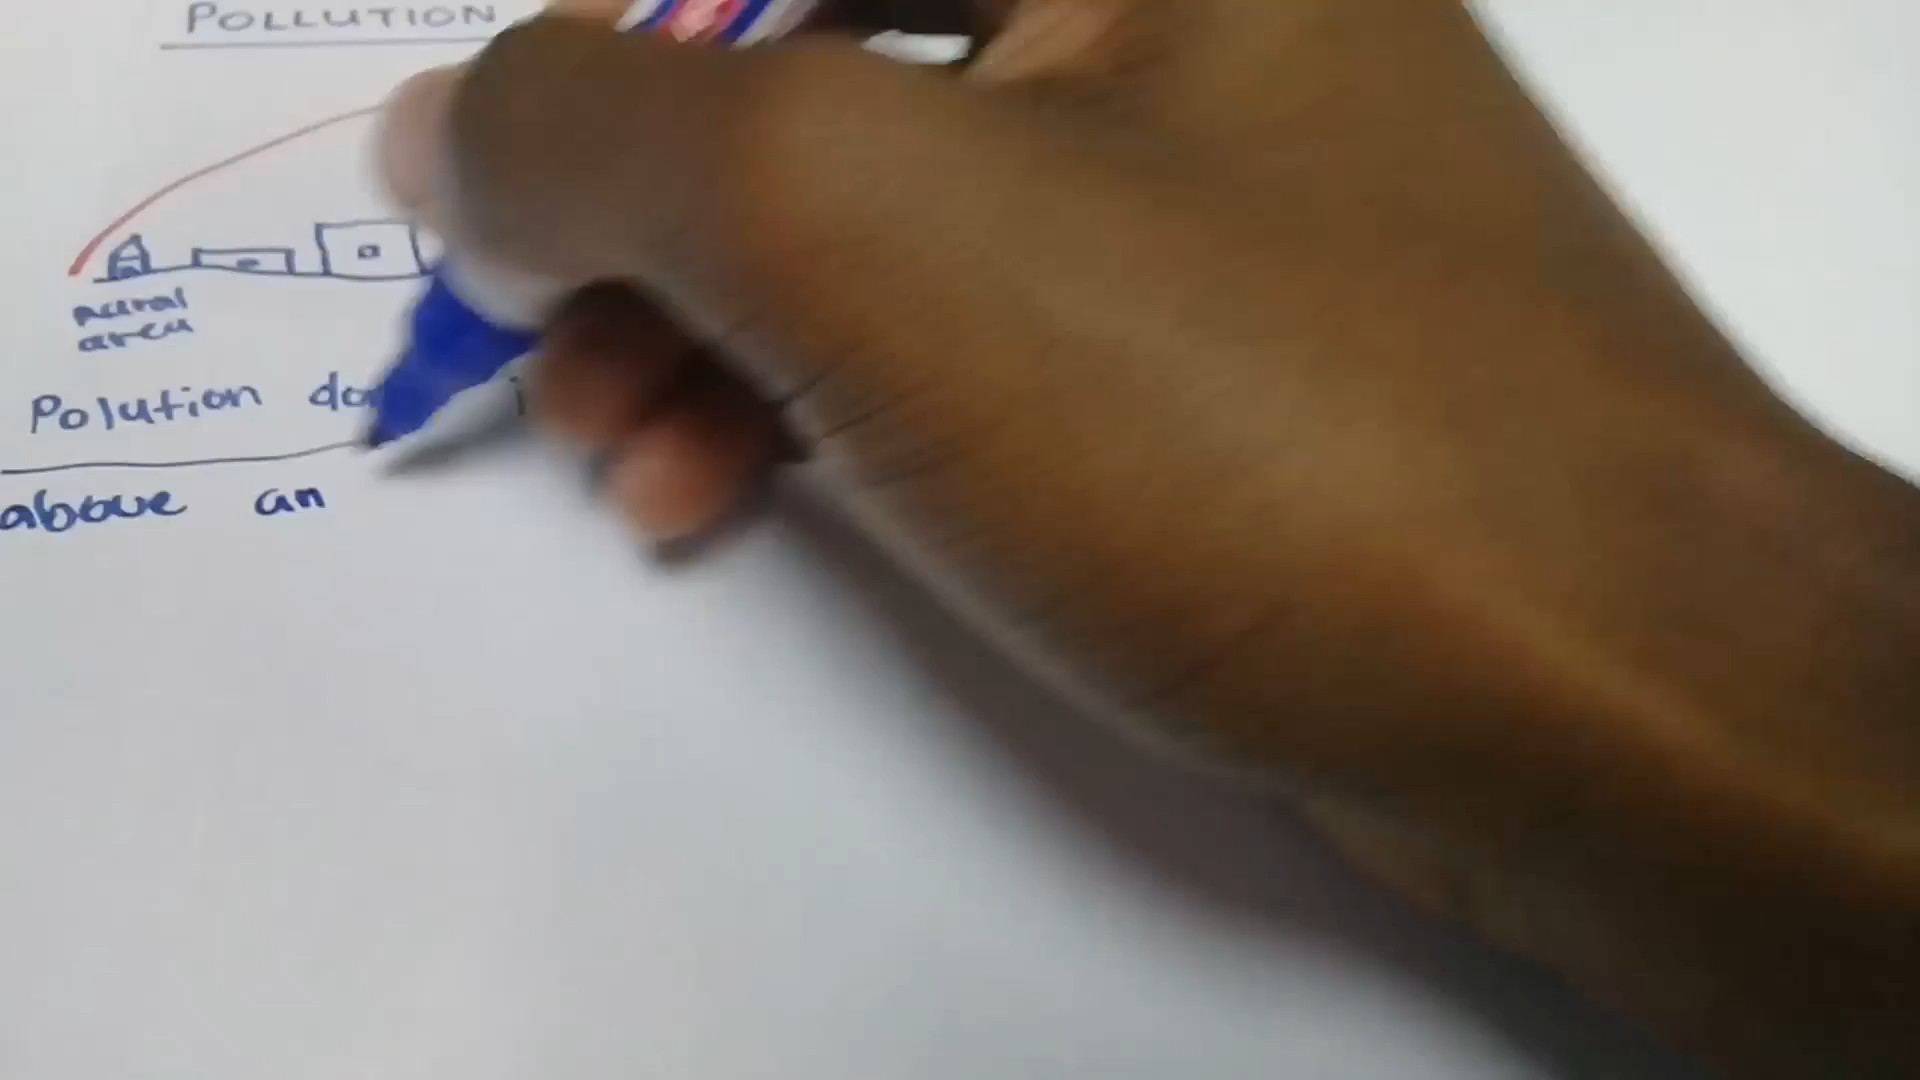 POLLUTION
rural
area
Polution do
above an